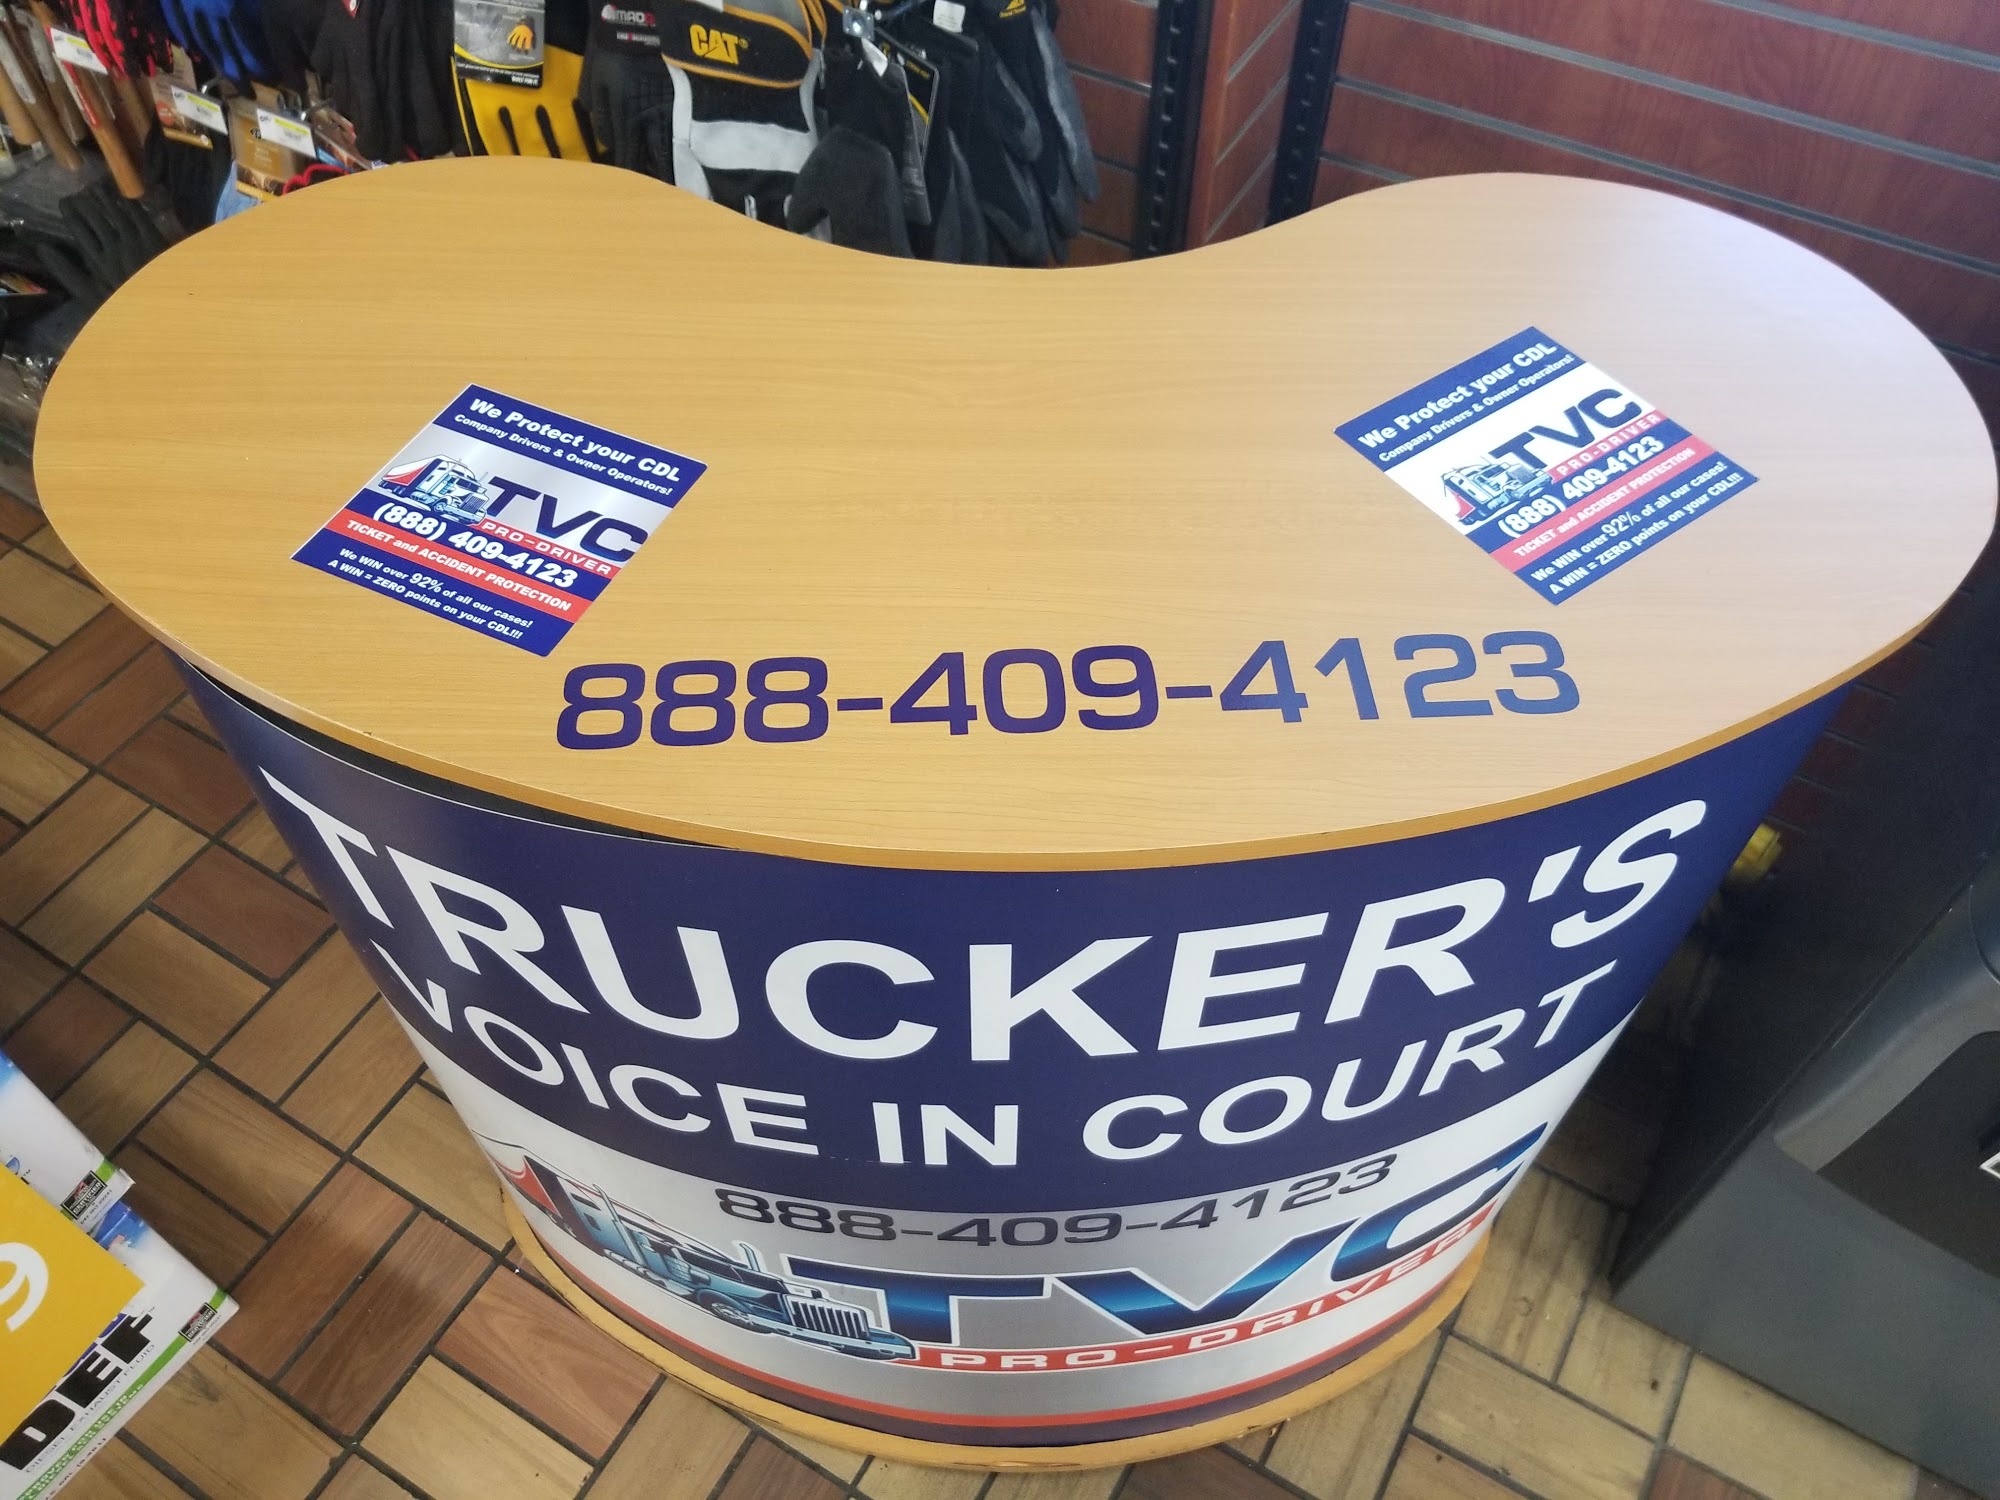 CAT
We Protect your CDL
Company Drivers & Owner Operators!
TVC
PRO-DRIVER
(888) 409-4123
TICKET and ACCIDENT PROTECTION
We WIN over 92% of all our cases!
A WIN = ZERO points on your CDL!!!
We Protect your CDL
Company Drivers & Owner Operators!
TVC
PRO-DRIVER
(888) 409-4123
TICKET and ACCIDENT PROTECTION
We WIN over 92% of all our cases!
A WIN = ZERO points on your CDL!!!
888-409-4123
TRUCKER'S
VOICE IN COURT
888-409-4123
TVC
PRO-DRIVER
9
DEF
DIESEL EXHAUST FLUID